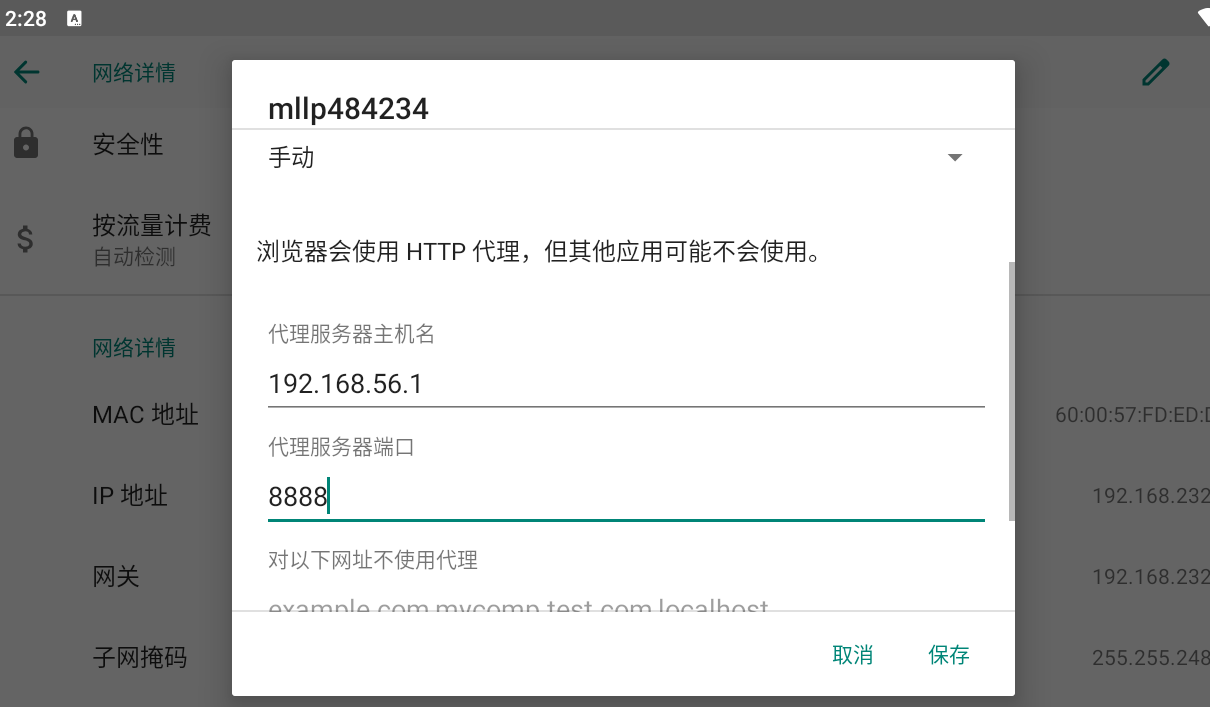 2:28 A
网络详情
mllp484234
安全性
手动
按流量计费
自动检测
浏览器会使用 HTTP 代理，但其他应用可能不会使用。
代理服务器主机名
192.168.56.1
网络详情
MAC 地址
60:00:57:FD:ED:
代理服务器端口
8888
IP 地址
192.168.232
对以下网址不使用代理
网关
192.168.232
example.com,mycomp.test.com,localhost
子网掩码
255.255.248
取消
保存